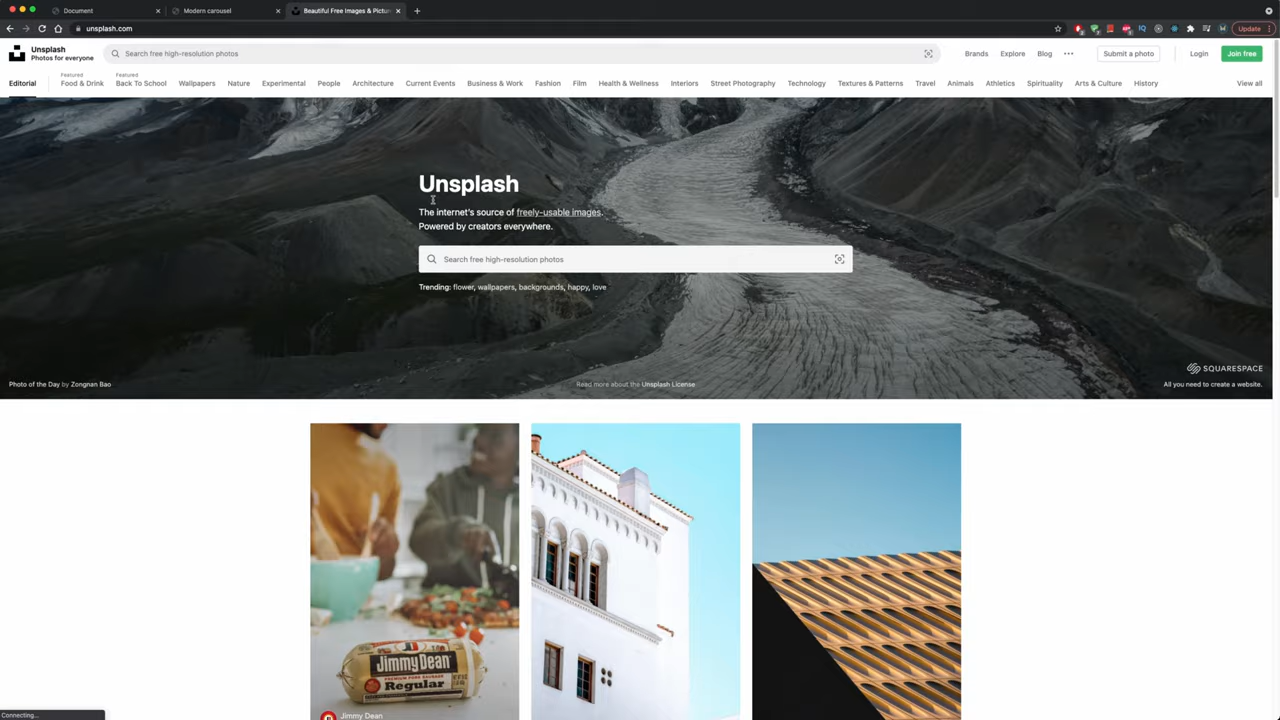 Document
Modern carousel
Beautiful Free Images & Pictur
unsplash.com
Update
Unsplash
Photos for everyone
Search free high-resolution photos
Brands
Explore
Blog
Submit a photo
Login
Join free
Editorial
Featured
Food & Drink
Featured
Back To School
Wallpapers
Nature
Experimental
People
Architecture
Current Events
Business & Work
Fashion
Film
Health & Wellness
Interiors
Street Photography
Technology
Textures & Patterns
Travel
Animals
Athletics
Spirituality
Arts & Culture
History
View all
Unsplash
The internet's source of freely-usable images.
Powered by creators everywhere.
Search free high-resolution photos
Trending: flower, wallpapers, backgrounds, happy, love
Photo of the Day by Zongnan Bao
Read more about the Unsplash License
SQUARESPACE
All you need to create a website.
Jimmy Dean
PREMIUM PORK SAUSAGE
Regular
Jimmy Dean
Connecting...